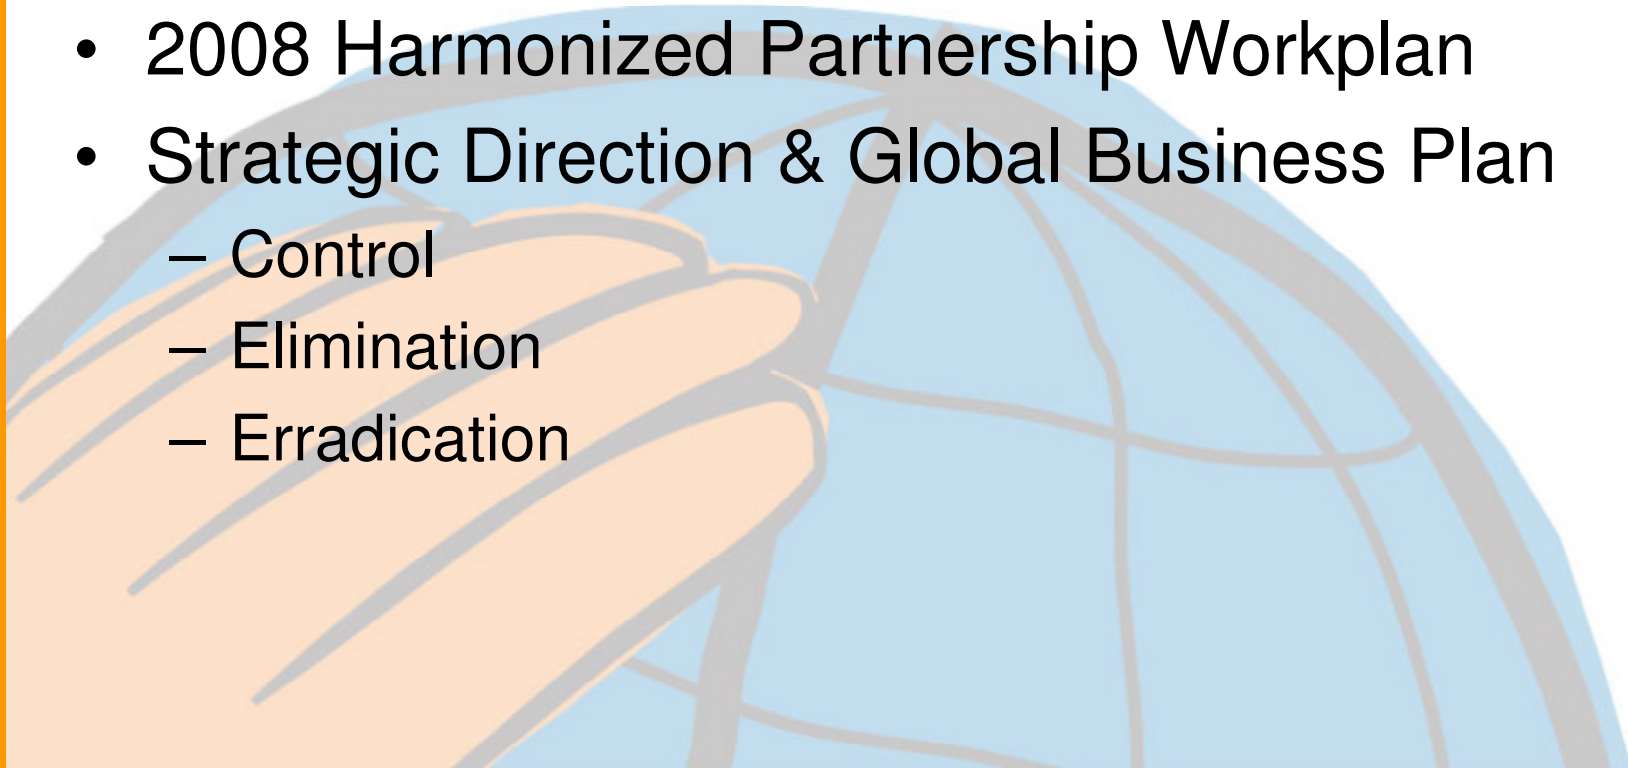 • 2008 Harmonized Partnership Workplan
• Strategic Direction & Global Business Plan
– Control
– Elimination
– Erradication